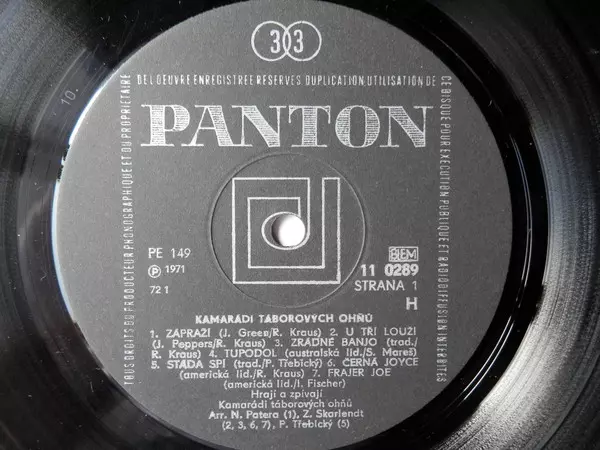 33
DEL OEUVRE ENREGISTREE RESERVES DUPLICATION, UTILISATION DE
CE DISQUE POUR EXECUTION PUBLIQUE ET RADIODIFFUSION INTERDITES
TOUS DROITS DU PRODUCTEUR PHONOGRAPHIQUE ET DU PROPRIETAIRE
10.
PANTON
PE 149
Ⓟ 1971
72 1
BIEM
11 0289
STRANA 1
H
KAMARÁDI TÁBOROVÝCH OHŇŮ
1. ZÁPRAŽÍ (J. Green/R. Kraus) 2. U TŘÍ LOUŽÍ
(J. Peppers/R. Kraus) 3. ZRÁDNÉ BANJO (trad./
R. Kraus) 4. TUPODOL (australská lid./S. Mareš)
5. STÁDA SPÍ (trad./P. Třebický) 6. ČERNÁ JOYCE
(americká lid./R. Kraus) 7. FRAJER JOE
(americká lid./I. Fischer)
Hrají a zpívají
Kamarádi táborových ohňů
Arr. N. Patera (1), Z. Skarlandt
(2, 3, 6, 7), P. Třebický (5)